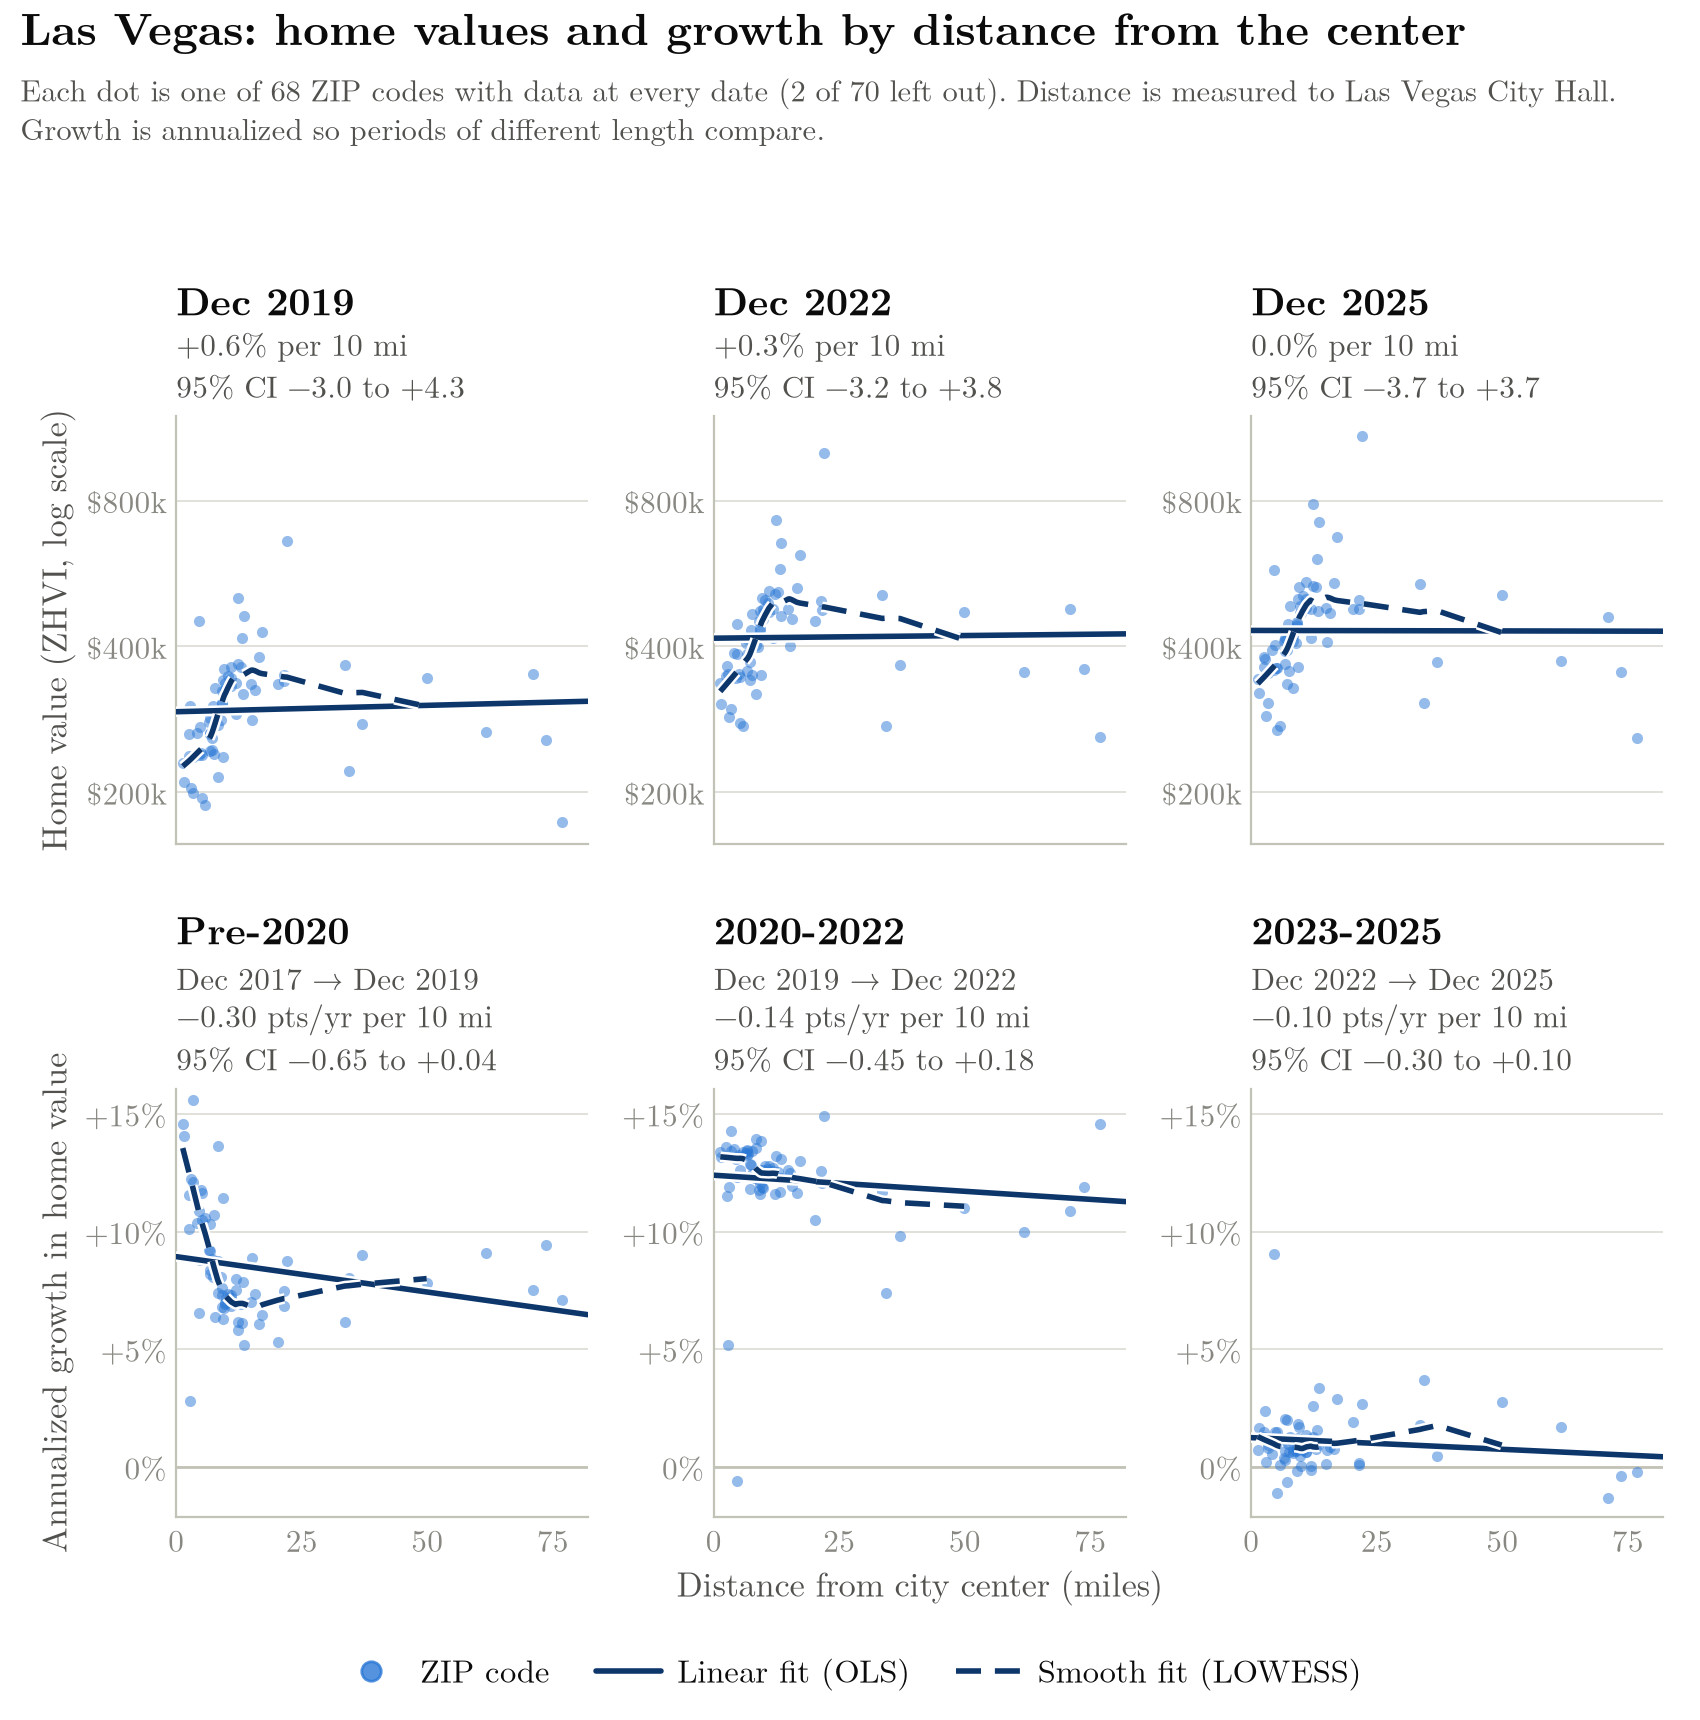 Las Vegas: home values and growth by distance from the center
Each dot is one of 68 ZIP codes with data at every date (2 of 70 left out). Distance is measured to Las Vegas City Hall.
Growth is annualized so periods of different length compare.
Dec 2019
+0.6% per 10 mi
95% CI −3.0 to +4.3
Dec 2022
+0.3% per 10 mi
95% CI −3.2 to +3.8
Dec 2025
0.0% per 10 mi
95% CI −3.7 to +3.7
Home value (ZHVI, log scale)
$800k
$400k
$200k
$800k
$400k
$200k
$800k
$400k
$200k
Pre-2020
Dec 2017 → Dec 2019
−0.30 pts/yr per 10 mi
95% CI −0.65 to +0.04
2020-2022
Dec 2019 → Dec 2022
−0.14 pts/yr per 10 mi
95% CI −0.45 to +0.18
2023-2025
Dec 2022 → Dec 2025
−0.10 pts/yr per 10 mi
95% CI −0.30 to +0.10
Annualized growth in home value
+15%
+10%
+5%
0%
+15%
+10%
+5%
0%
+15%
+10%
+5%
0%
0 25 50 75
0 25 50 75
0 25 50 75
Distance from city center (miles)
ZIP code
Linear fit (OLS)
Smooth fit (LOWESS)